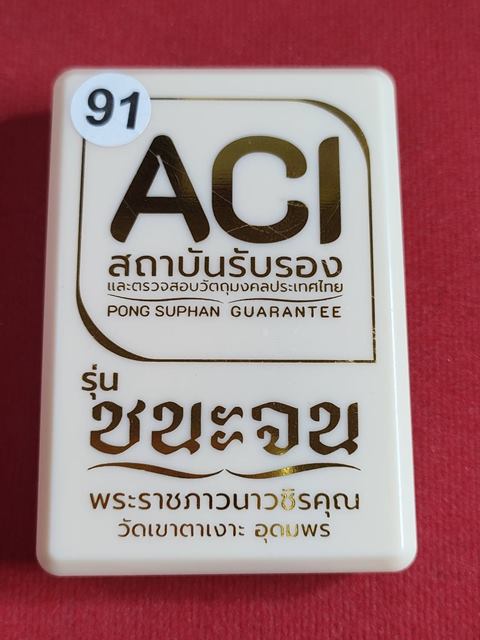 91
ACI
สถาบันรับรอง
และตรวจสอบวัตถุมงคลประเทศไทย
PONG SUPHAN GUARANTEE
รุ่น
ชนะจน
พระราชภาวนาวชิรคุณ
วัดเขาตาเงาะ อุดมพร